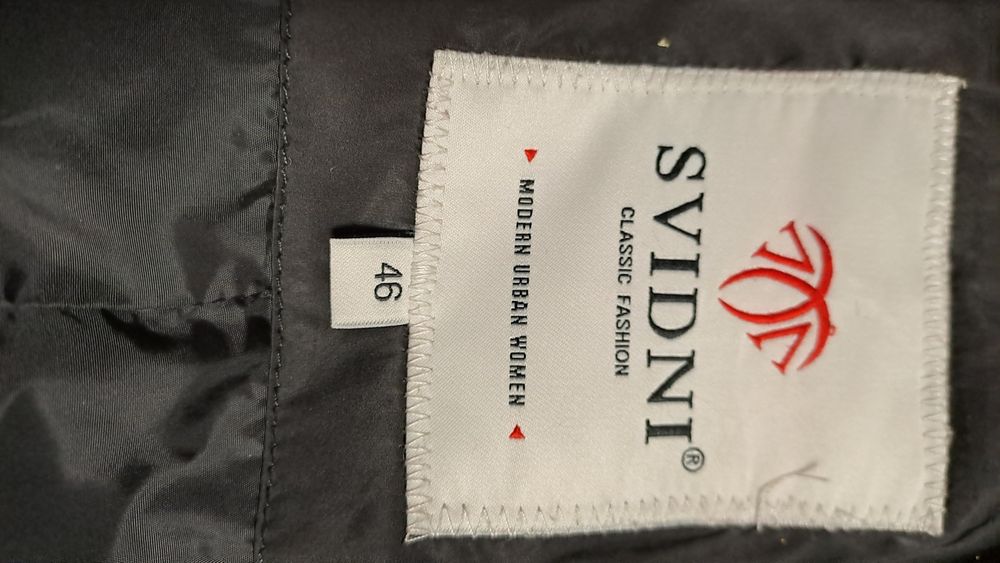 SVIDNI®
CLASSIC FASHION
MODERN URBAN WOMEN
46